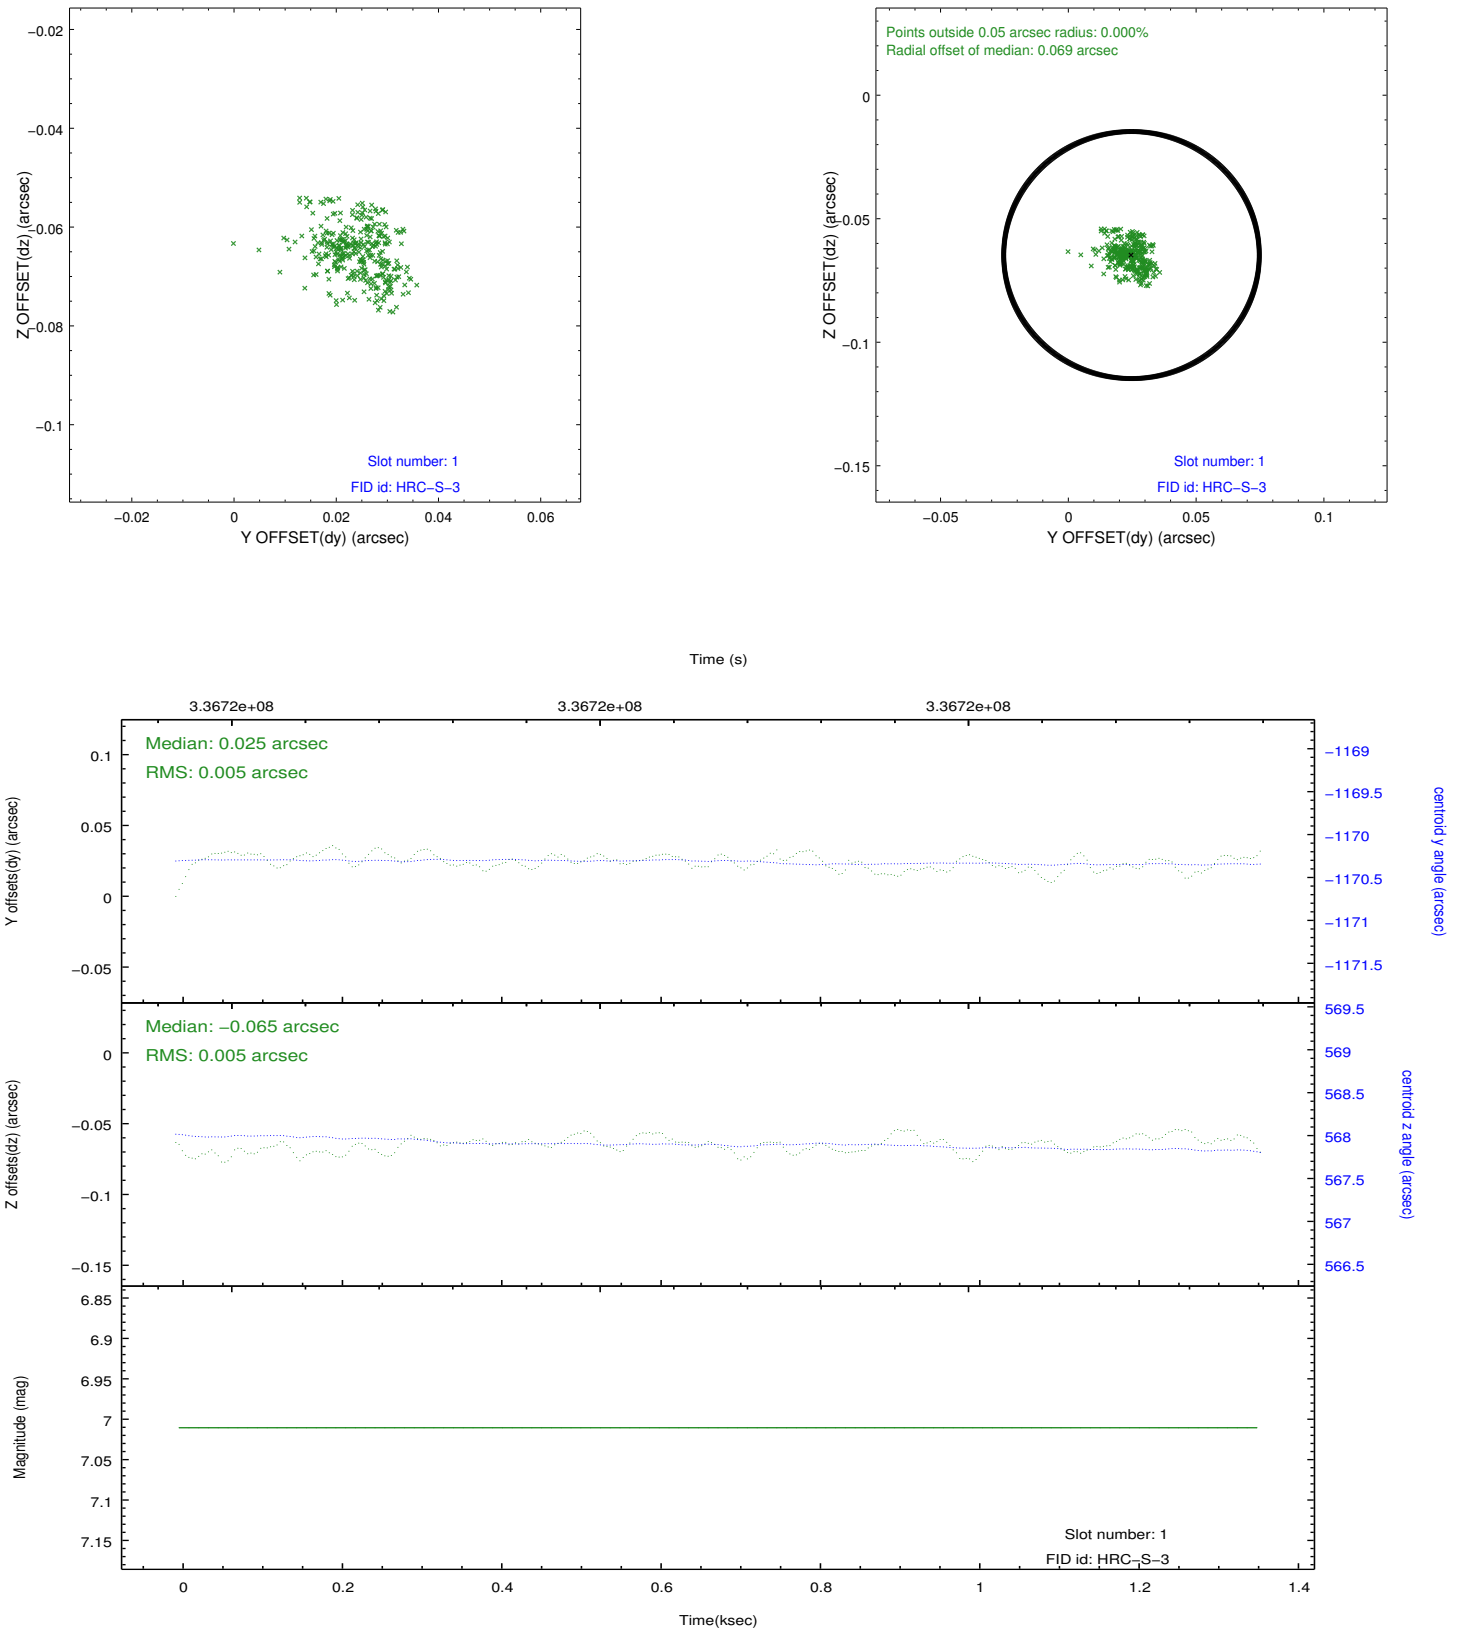 −0.02
−0.04
−0.06
−0.08
−0.1
Z OFFSET(dz) (arcsec)
Slot number: 1
FID id: HRC−S−3
−0.02 0 0.02 0.04 0.06
Y OFFSET(dy) (arcsec)
Points outside 0.05 arcsec radius: 0.000%
Radial offset of median: 0.069 arcsec
0
−0.05
−0.1
−0.15
Z OFFSET(dz) (arcsec)
Slot number: 1
FID id: HRC−S−3
−0.05 0 0.05 0.1
Y OFFSET(dy) (arcsec)
Time (s)
3.3672e+08 3.3672e+08 3.3672e+08
Median: 0.025 arcsec
RMS: 0.005 arcsec
0.1
0.05
0
−0.05
Y offsets(dy) (arcsec)
−1169
−1169.5
−1170
−1170.5
−1171
−1171.5
centroid y angle (arcsec)
Median: −0.065 arcsec
RMS: 0.005 arcsec
0
−0.05
−0.1
−0.15
Z offsets(dz) (arcsec)
569.5
569
568.5
568
567.5
567
566.5
centroid z angle (arcsec)
6.85
6.9
6.95
7
7.05
7.1
7.15
Magnitude (mag)
Slot number: 1
FID id: HRC−S−3
0 0.2 0.4 0.6 0.8 1 1.2 1.4
Time(ksec)